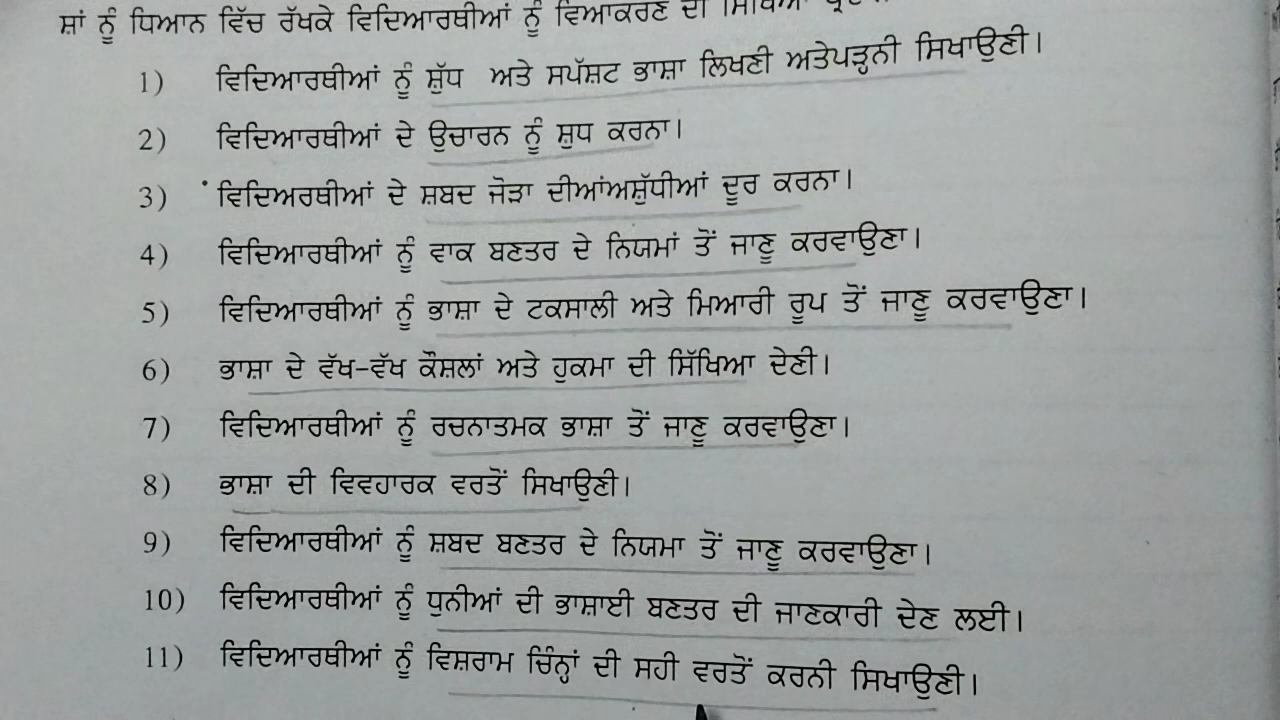 ਸ਼ਾਂ ਨੂੰ ਧਿਆਨ ਵਿੱਚ ਰੱਖਕੇ ਵਿਦਿਆਰਥੀਆਂ ਨੂੰ ਵਿਆਕਰਣ ਦੀ
1) ਵਿਦਿਆਰਥੀਆਂ ਨੂੰ ਸ਼ੁੱਧ ਅਤੇ ਸਪੱਸ਼ਟ ਭਾਸ਼ਾ ਲਿਖਣੀ ਅਤੇਪੜ੍ਹਨੀ ਸਿਖਾਉਣੀ।
2) ਵਿਦਿਆਰਥੀਆਂ ਦੇ ਉਚਾਰਨ ਨੂੰ ਸ਼ੁਧ ਕਰਨਾ।
3) ਵਿਦਿਅਰਥੀਆਂ ਦੇ ਸ਼ਬਦ ਜੋੜਾ ਦੀਆਂਅਸ਼ੁੱਧੀਆਂ ਦੂਰ ਕਰਨਾ।
4) ਵਿਦਿਆਰਥੀਆਂ ਨੂੰ ਵਾਕ ਬਣਤਰ ਦੇ ਨਿਯਮਾਂ ਤੋਂ ਜਾਣੂ ਕਰਵਾਉਣਾ।
5) ਵਿਦਿਆਰਥੀਆਂ ਨੂੰ ਭਾਸ਼ਾ ਦੇ ਟਕਸਾਲੀ ਅਤੇ ਮਿਆਰੀ ਰੂਪ ਤੋਂ ਜਾਣੂ ਕਰਵਾਉਣਾ।
6) ਭਾਸ਼ਾ ਦੇ ਵੱਖ-ਵੱਖ ਕੌਸ਼ਲਾਂ ਅਤੇ ਹੁਕਮਾ ਦੀ ਸਿੱਖਿਆ ਦੇਣੀ।
7) ਵਿਦਿਆਰਥੀਆਂ ਨੂੰ ਰਚਨਾਤਮਕ ਭਾਸ਼ਾ ਤੋਂ ਜਾਣੂ ਕਰਵਾਉਣਾ।
8) ਭਾਸ਼ਾ ਦੀ ਵਿਵਹਾਰਕ ਵਰਤੋਂ ਸਿਖਾਉਣੀ।
9) ਵਿਦਿਆਰਥੀਆਂ ਨੂੰ ਸ਼ਬਦ ਬਣਤਰ ਦੇ ਨਿਯਮਾ ਤੋਂ ਜਾਣੂ ਕਰਵਾਉਣਾ।
10) ਵਿਦਿਆਰਥੀਆਂ ਨੂੰ ਧੁਨੀਆਂ ਦੀ ਭਾਸ਼ਾਈ ਬਣਤਰ ਦੀ ਜਾਣਕਾਰੀ ਦੇਣ ਲਈ।
11) ਵਿਦਿਆਰਥੀਆਂ ਨੂੰ ਵਿਸ਼ਰਾਮ ਚਿੰਨ੍ਹਾਂ ਦੀ ਸਹੀ ਵਰਤੋਂ ਕਰਨੀ ਸਿਖਾਉਣੀ।